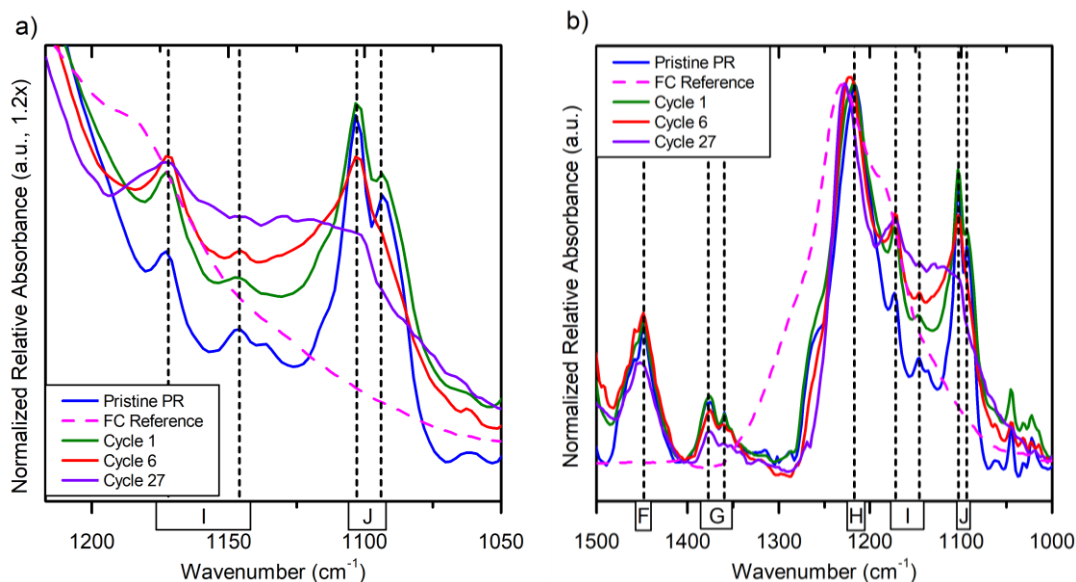 a)
Normalized Relative Absorbance (a.u., 1.2x)
Pristine PR
FC Reference
Cycle 1
Cycle 6
Cycle 27
I
J
1200
1150
1100
1050
Wavenumber (cm⁻¹)
b)
Normalized Relative Absorbance (a.u.)
Pristine PR
FC Reference
Cycle 1
Cycle 6
Cycle 27
F
G
H
I
J
1500
1400
1300
1200
1100
1000
Wavenumber (cm⁻¹)